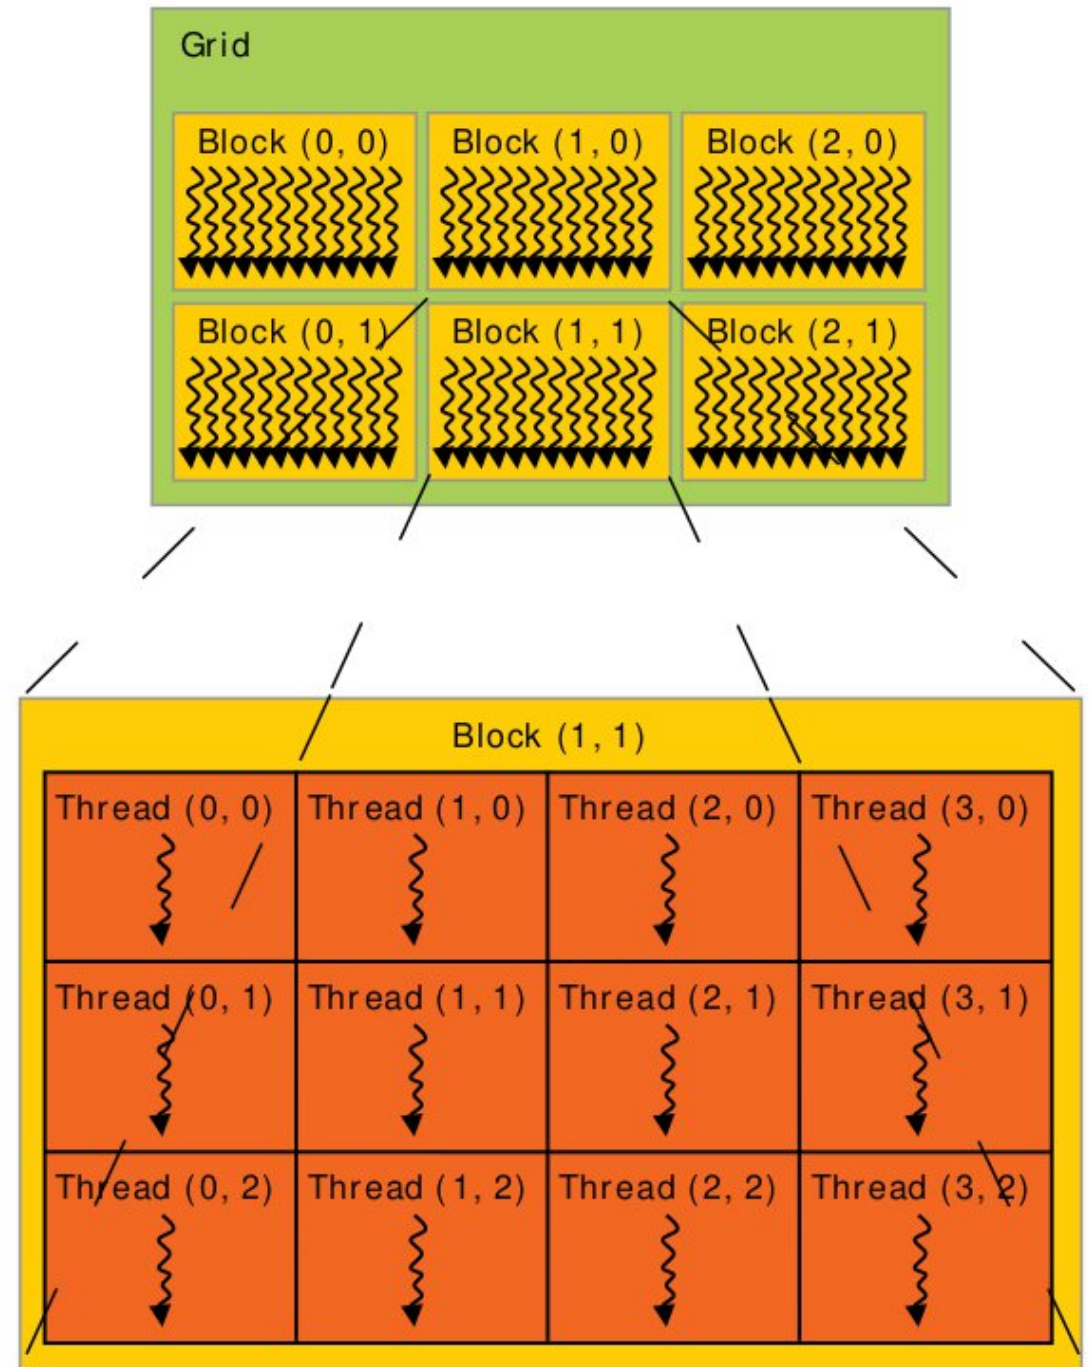 Grid
Block (0, 0) Block (1, 0) Block (2, 0)
Block (0, 1) Block (1, 1) Block (2, 1)
Block (1, 1)
Thread (0, 0) Thread (1, 0) Thread (2, 0) Thread (3, 0)
Thread (0, 1) Thread (1, 1) Thread (2, 1) Thread (3, 1)
Thread (0, 2) Thread (1, 2) Thread (2, 2) Thread (3, 2)